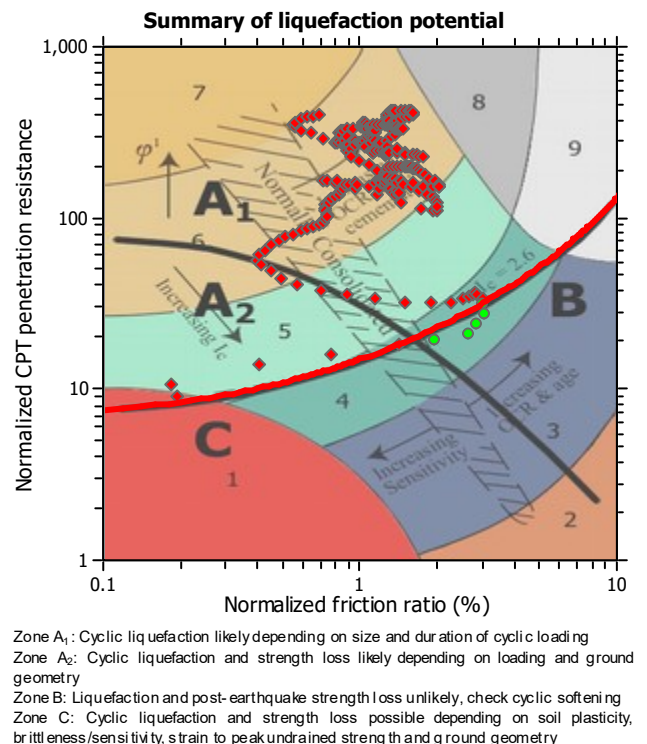 Summary of liquefaction potential
1,000
100
10
1
Normalized CPT penetration resistance
0.1
1
10
Normalized friction ratio (%)
7
8
9
φ'
A1
6
A2
5
Normally Consolidated
OCR
cement
Increasing Ic
Ic = 2.6
B
4
C
1
Increasing
OCR & age
3
Increasing
Sensitivity
2
Zone A1: Cyclic liquefaction likely depending on size and duration of cyclic loading
Zone A2: Cyclic liquefaction and strength loss likely depending on loading and ground
geometry
Zone B: Liquefaction and post-earthquake strength loss unlikely, check cyclic softening
Zone C: Cyclic liquefaction and strength loss possible depending on soil plasticity,
brittleness/sensitivity, strain to peak undrained strength and ground geometry